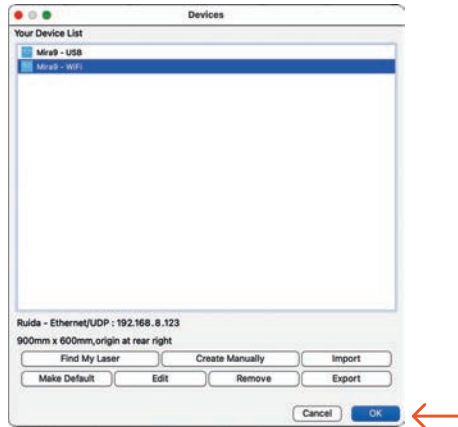 Devices
Your Device List
Mira9 - USB
Mira9 - WiFi
Ruida - Ethernet/UDP : 192.168.8.123
900mm x 600mm,origin at rear right
Find My Laser Create Manually Import
Make Default Edit Remove Export
Cancel OK